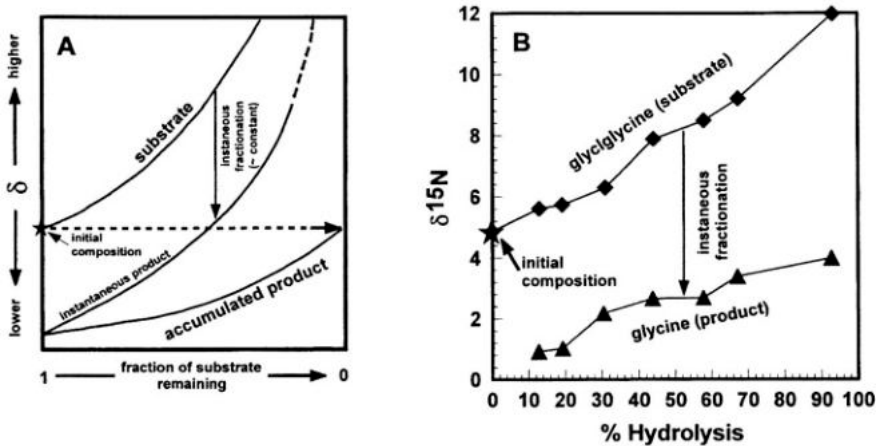 A
higher
δ
lower
substrate
instaneous
fractionation
(~ constant)
initial
composition
instantaneous product
accumulated product
1
fraction of substrate
remaining
0
B
12
10
8
6
4
2
0
δ15N
glyclglycine (substrate)
instaneous
fractionation
initial
composition
glycine (product)
0 10 20 30 40 50 60 70 80 90 100
% Hydrolysis